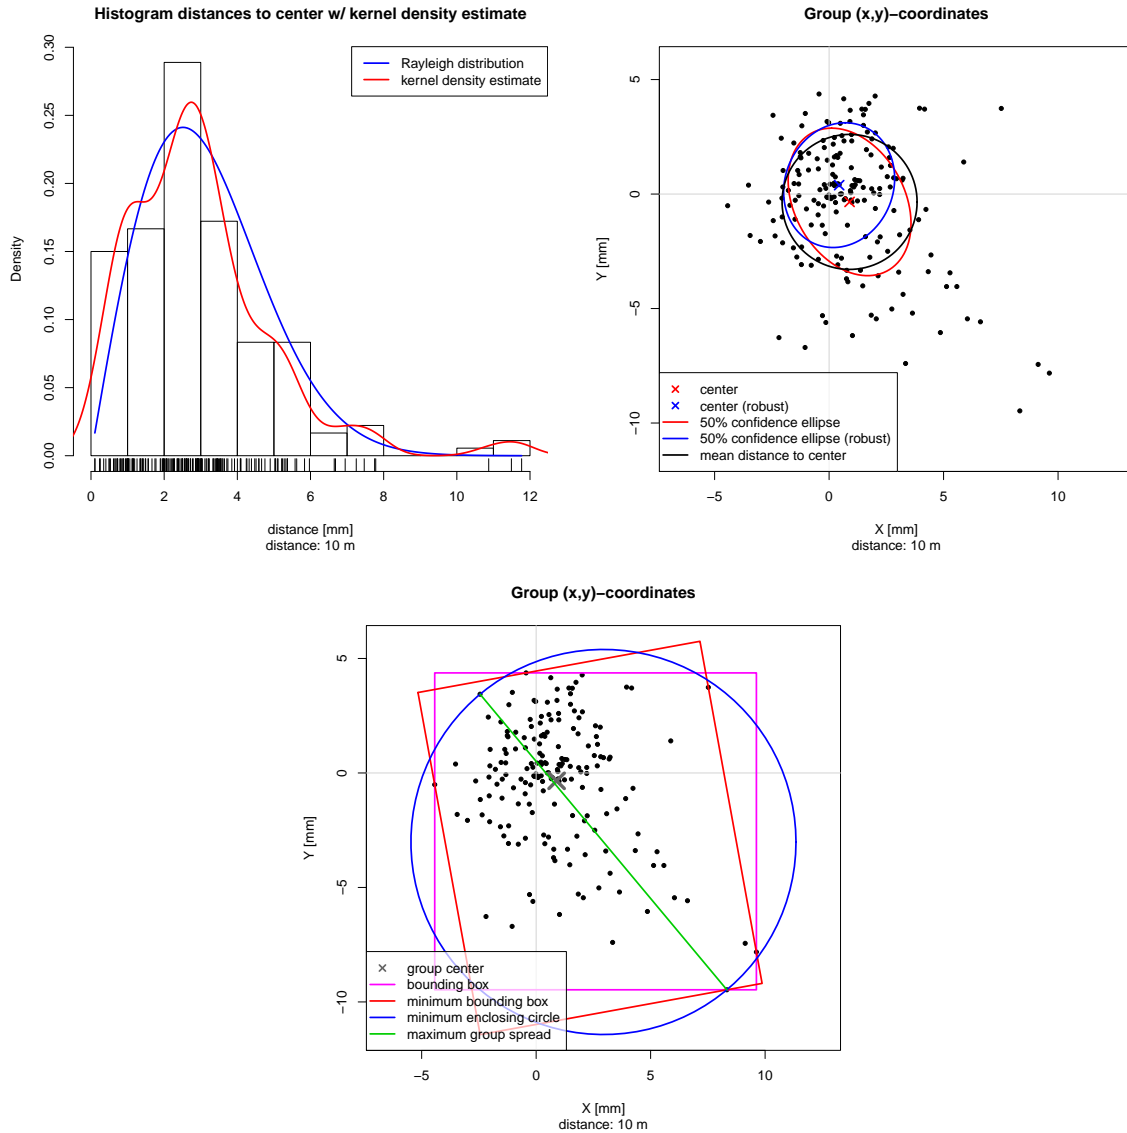 Histogram distances to center w/ kernel density estimate
Density
0.00
0.05
0.10
0.15
0.20
0.25
0.30
Rayleigh distribution
kernel density estimate
0 2 4 6 8 10 12
distance [mm]
distance: 10 m
Group (x,y)−coordinates
Y [mm]
5
0
−5
−10
center
center (robust)
50% confidence ellipse
50% confidence ellipse (robust)
mean distance to center
−5 0 5 10
X [mm]
distance: 10 m
Group (x,y)−coordinates
Y [mm]
5
0
−5
−10
group center
bounding box
minimum bounding box
minimum enclosing circle
maximum group spread
−5 0 5 10
X [mm]
distance: 10 m